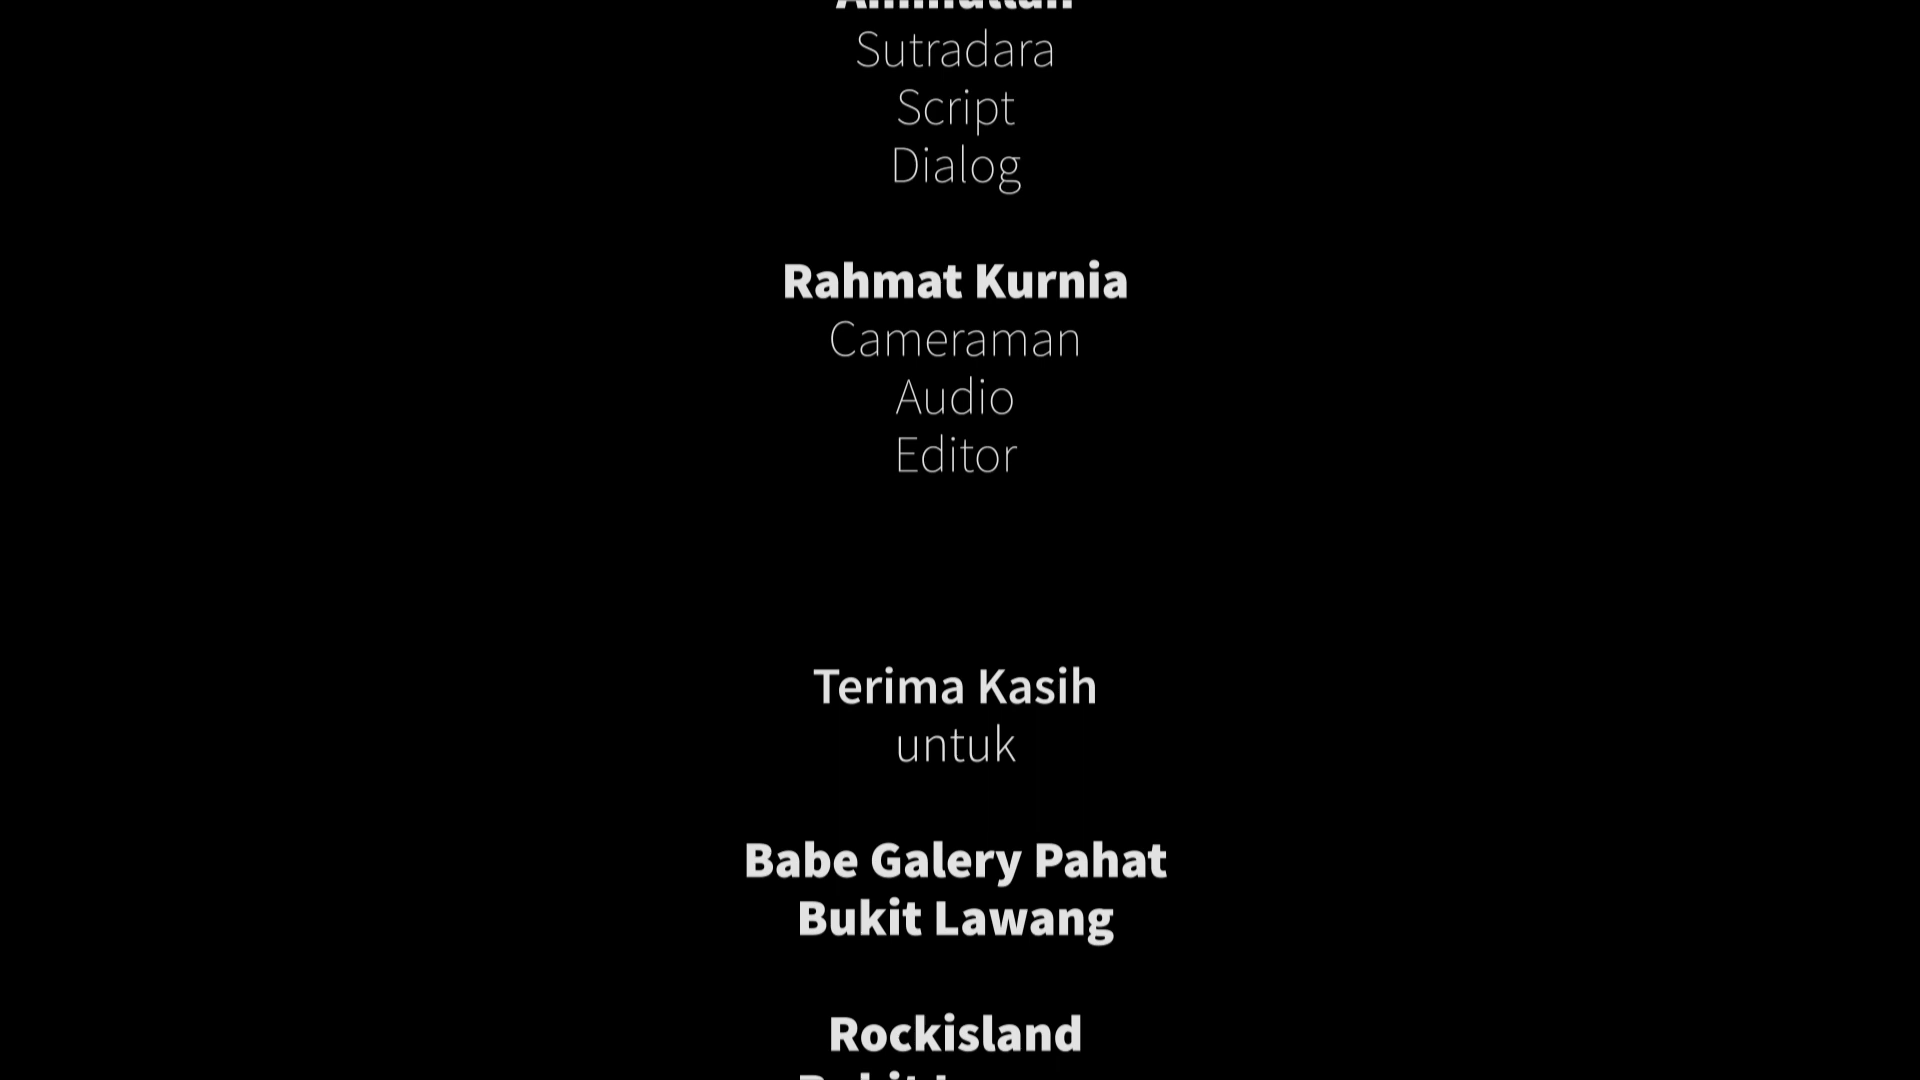 Sutradara
Script
Dialog
Rahmat Kurnia
Cameraman
Audio
Editor
Terima Kasih
untuk
Babe Galery Pahat
Bukit Lawang
Rockisland